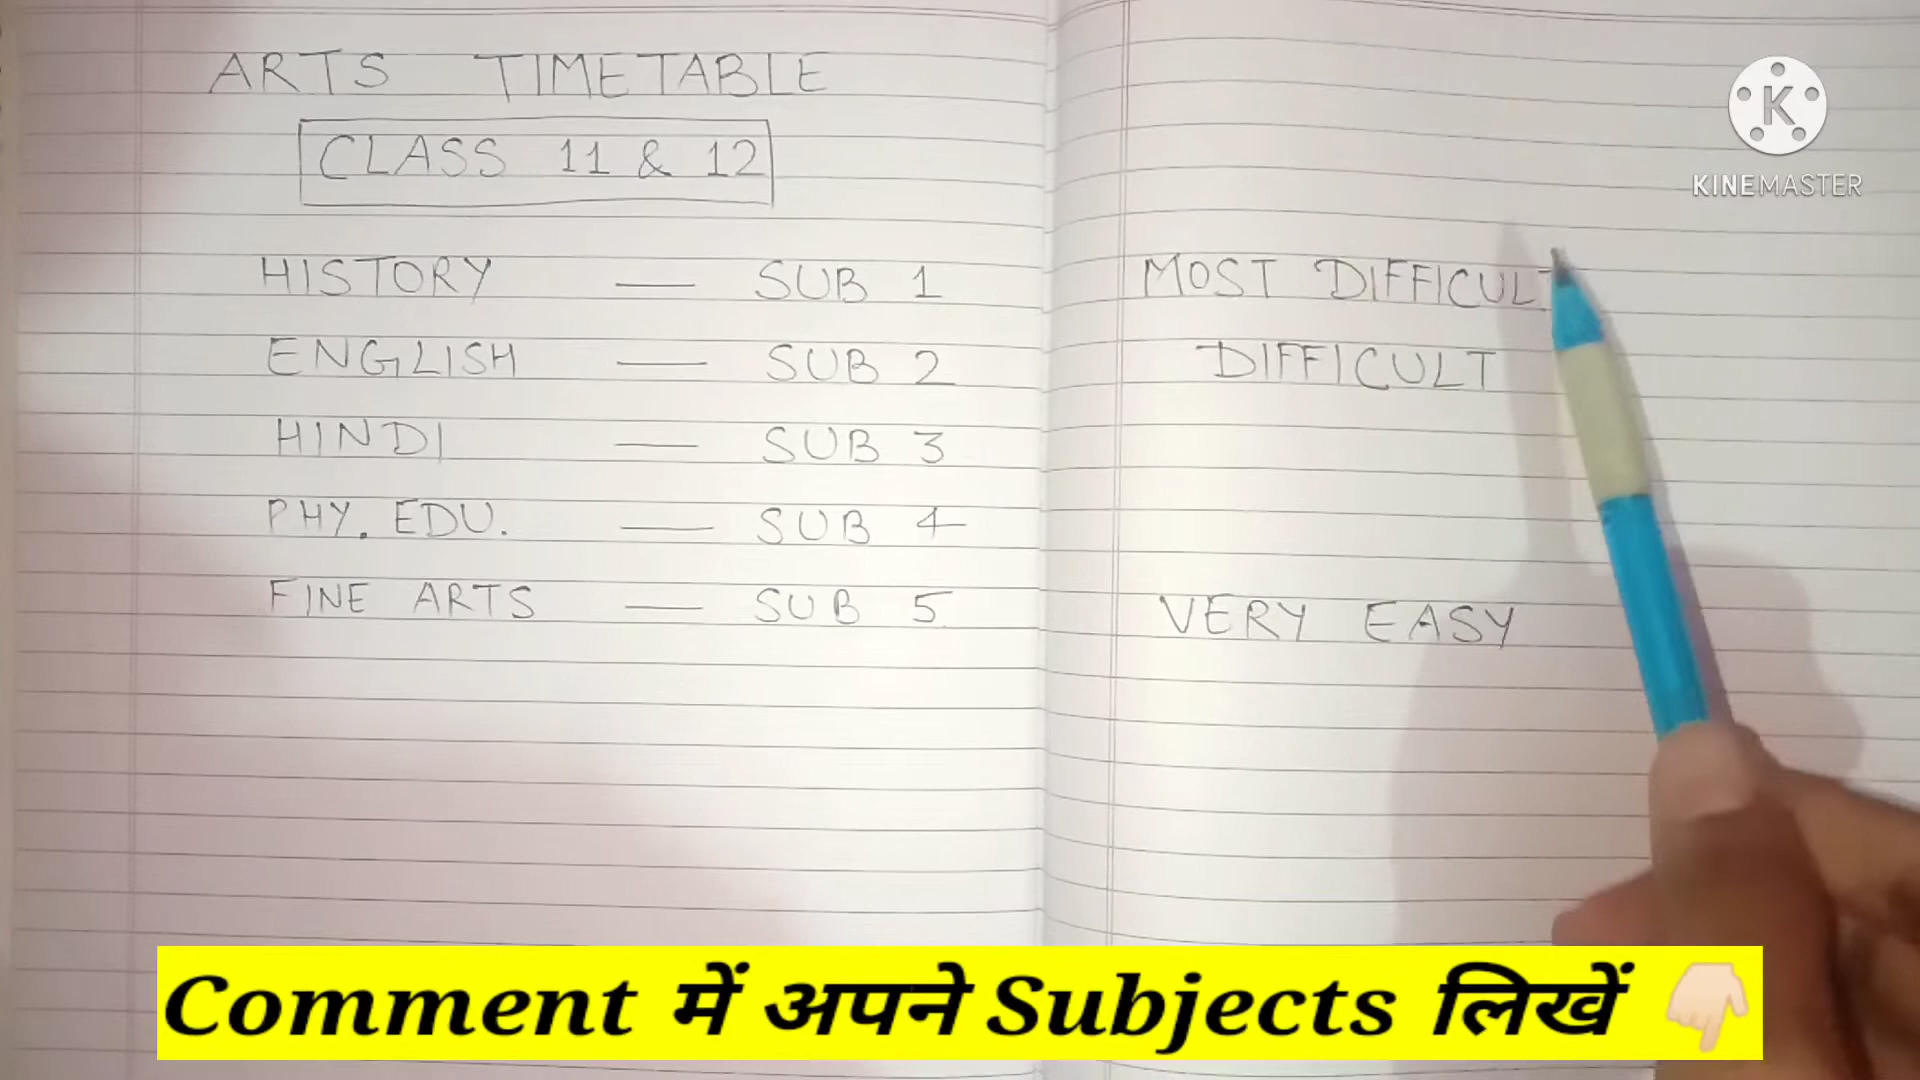 ARTS TIMETABLE
CLASS 11 & 12
HISTORY — SUB 1 MOST DIFFICULT
ENGLISH — SUB 2 DIFFICULT
HINDI — SUB 3
PHY. EDU. — SUB 4
FINE ARTS — SUB 5 VERY EASY
K
KINEMASTER
Comment में अपने Subjects लिखें 👇🏻